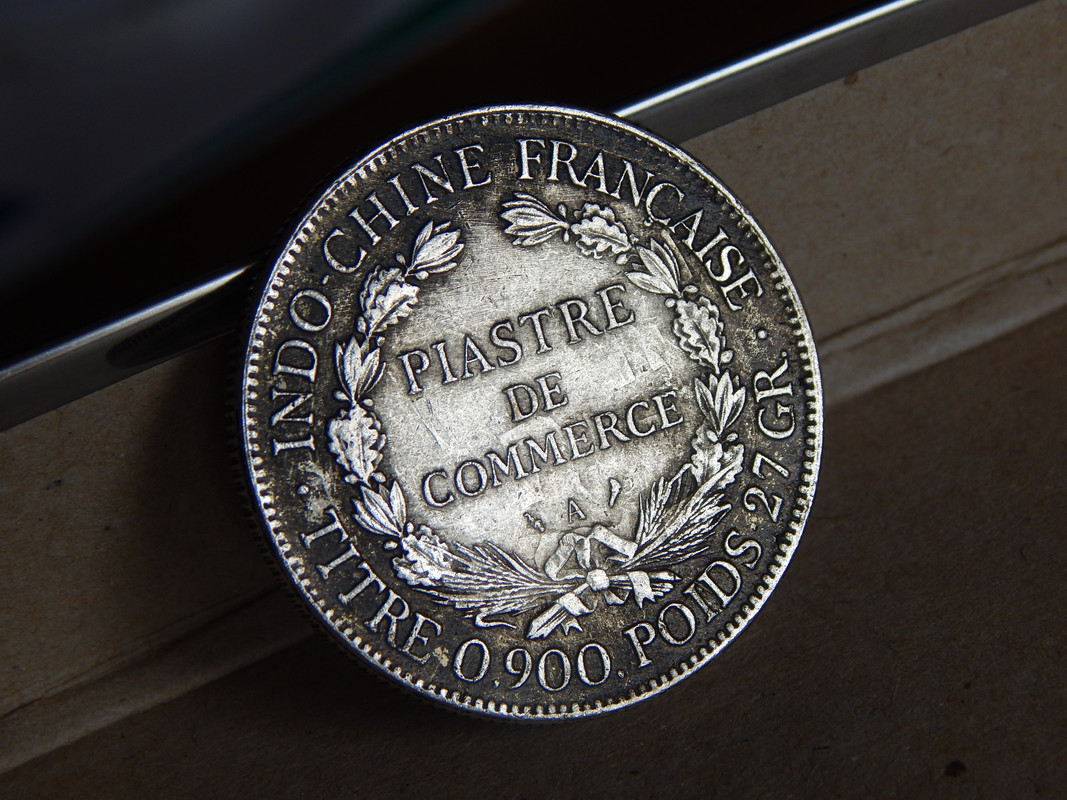 INDO-CHINE FRANÇAISE
PIASTRE
DE
COMMERCE
A
TITRE 0.900. POIDS 27 GR.